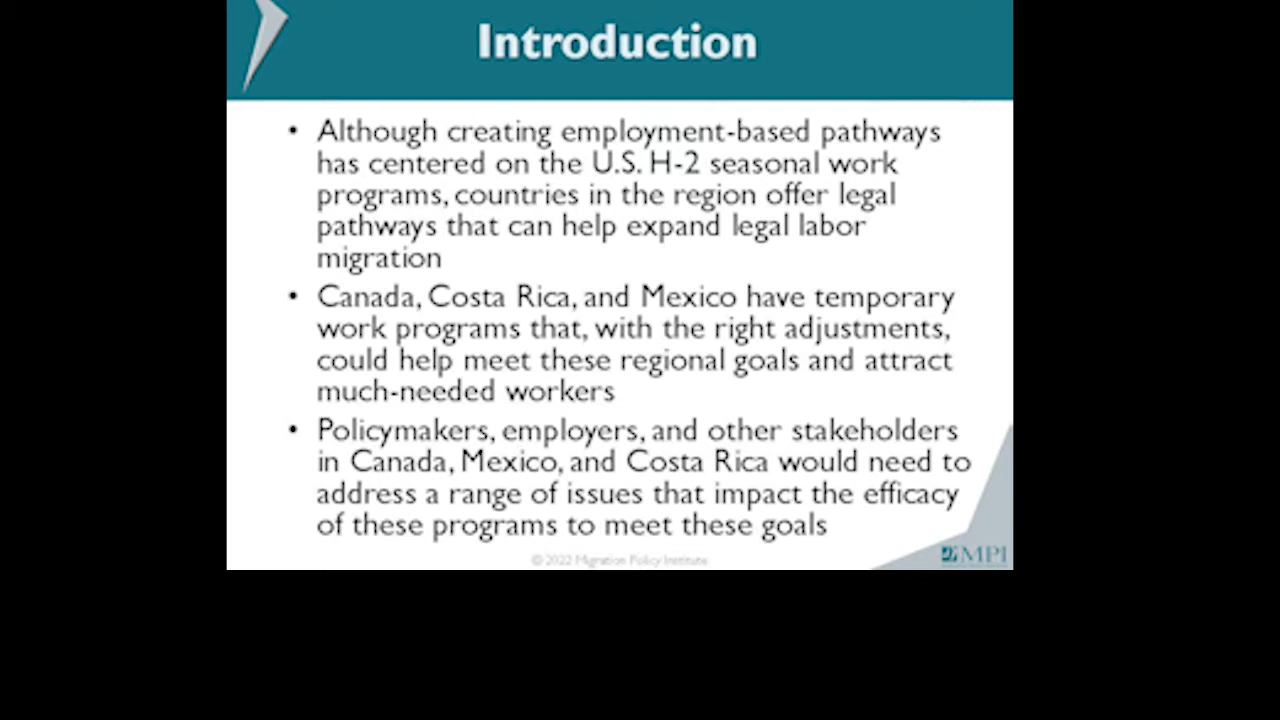 Introduction
• Although creating employment-based pathways
has centered on the U.S. H-2 seasonal work
programs, countries in the region offer legal
pathways that can help expand legal labor
migration
• Canada, Costa Rica, and Mexico have temporary
work programs that, with the right adjustments,
could help meet these regional goals and attract
much-needed workers
• Policymakers, employers, and other stakeholders
in Canada, Mexico, and Costa Rica would need to
address a range of issues that impact the efficacy
of these programs to meet these goals
© 2022 Migration Policy Institute
MPI